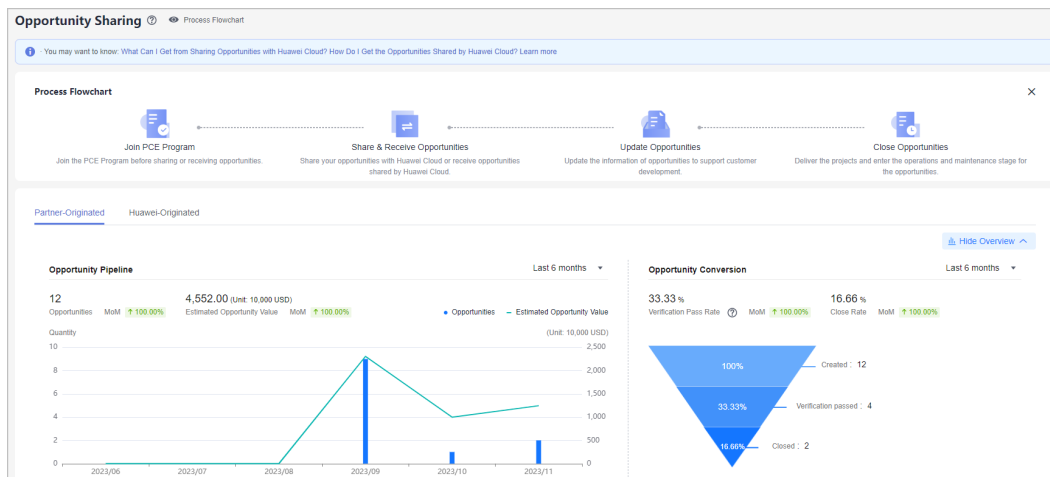 Opportunity Sharing ? Process Flowchart
· You may want to know: What Can I Get from Sharing Opportunities with Huawei Cloud? How Do I Get the Opportunities Shared by Huawei Cloud? Learn more
Process Flowchart
Join PCE Program
Join the PCE Program before sharing or receiving opportunities.
Share & Receive Opportunities
Share your opportunities with Huawei Cloud or receive opportunities
shared by Huawei Cloud.
Update Opportunities
Update the information of opportunities to support customer
development.
Close Opportunities
Deliver the projects and enter the operations and maintenance stage for
the opportunities.
Partner-Originated Huawei-Originated
Hide Overview
Opportunity Pipeline Last 6 months
12
Opportunities MoM ↑ 100.00%
4,552.00 (Unit: 10,000 USD)
Estimated Opportunity Value MoM ↑ 100.00%
Opportunities Estimated Opportunity Value
Quantity (Unit: 10,000 USD)
10 2,500
8 2,000
6 1,500
4 1,000
2 500
0 0
2023/06 2023/07 2023/08 2023/09 2023/10 2023/11
Opportunity Conversion Last 6 months
33.33 %
Verification Pass Rate ? MoM ↑ 100.00%
16.66 %
Close Rate MoM ↑ 100.00%
100% Created : 12
33.33% Verification passed : 4
16.66% Closed : 2